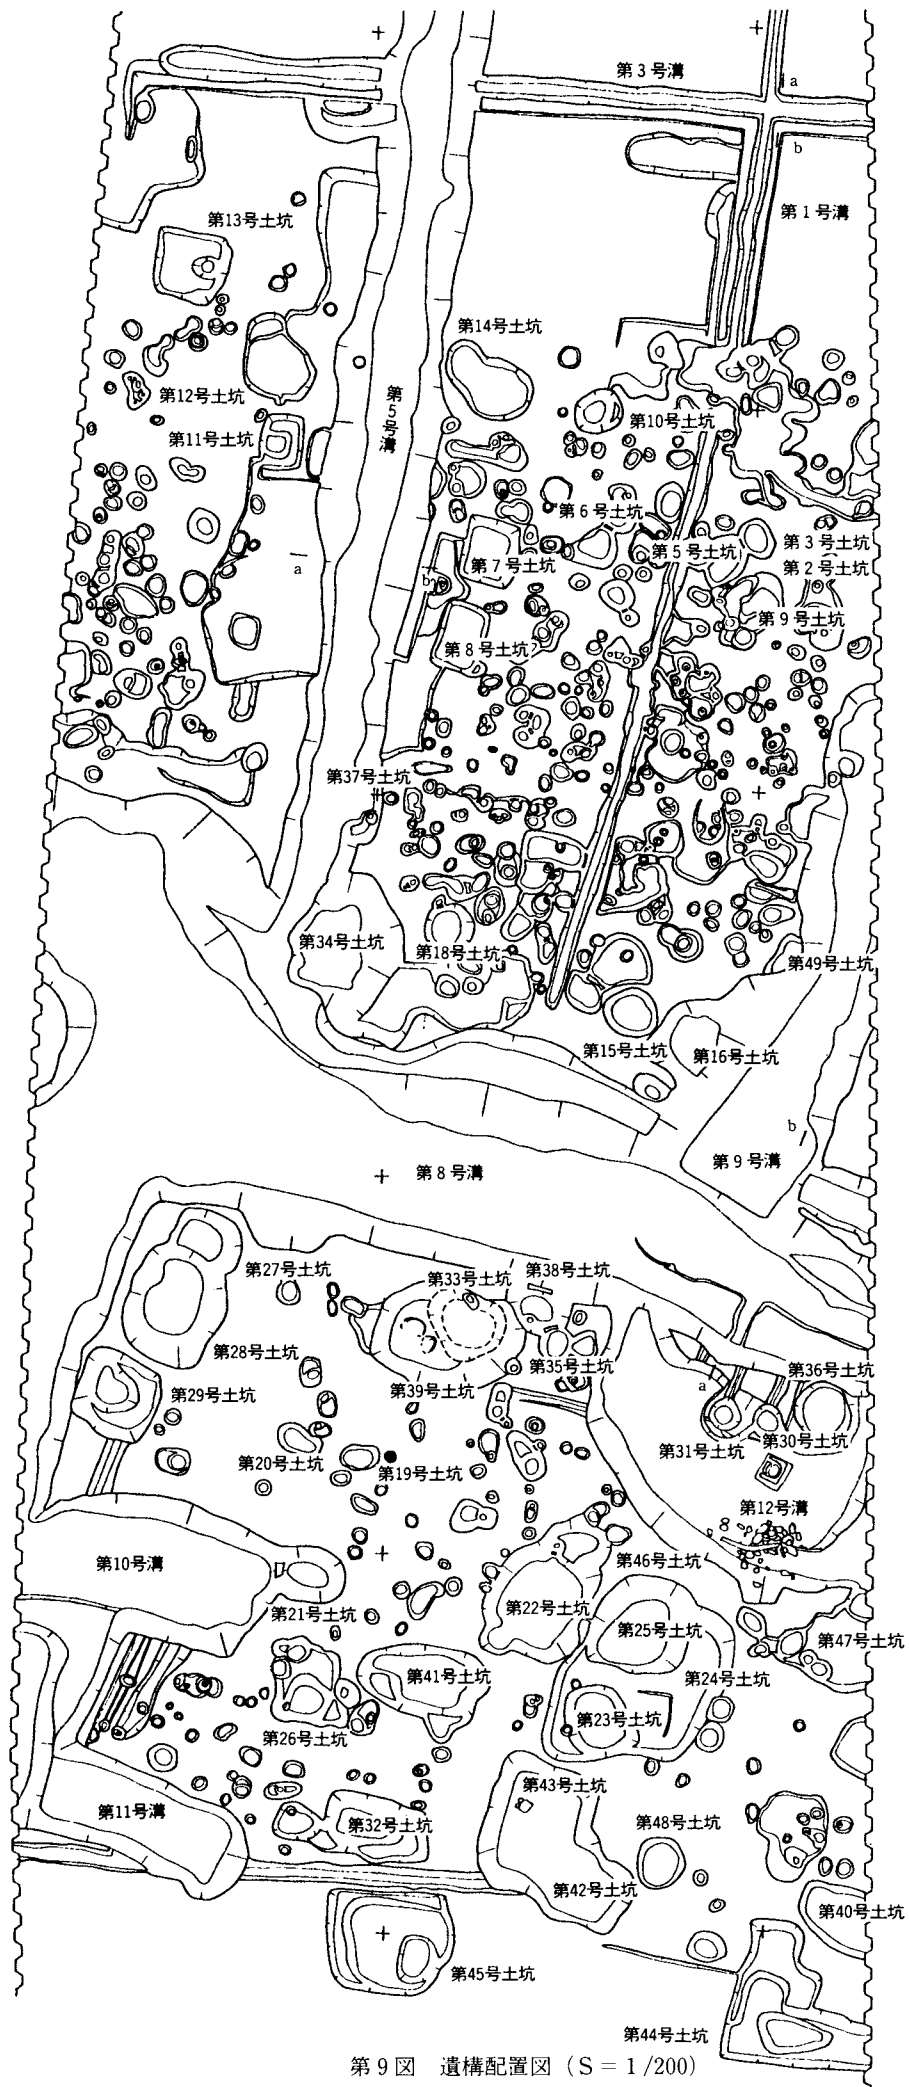 第3号溝
a
b
第1号溝
第13号土坑
第14号土坑
第12号土坑
第5号溝
第10号土坑
第11号土坑
第6号土坑
第5号土坑
第3号土坑
第7号土坑
第2号土坑
a
b
第9号土坑
第8号土坑
第37号土坑
第34号土坑
第18号土坑
第49号土坑
第15号土坑
第16号土坑
b
第9号溝
第8号溝
第27号土坑
第33号土坑
第38号土坑
第28号土坑
第35号土坑
第36号土坑
第29号土坑
第39号土坑
a
第31号土坑
第30号土坑
第20号土坑
第19号土坑
第12号溝
第10号溝
第46号土坑
第21号土坑
第22号土坑
第25号土坑
第47号土坑
第41号土坑
第24号土坑
第26号土坑
第23号土坑
第43号土坑
第11号溝
第32号土坑
第48号土坑
第42号土坑
第40号土坑
第45号土坑
第44号土坑
第9図 遺構配置図（S＝1/200）